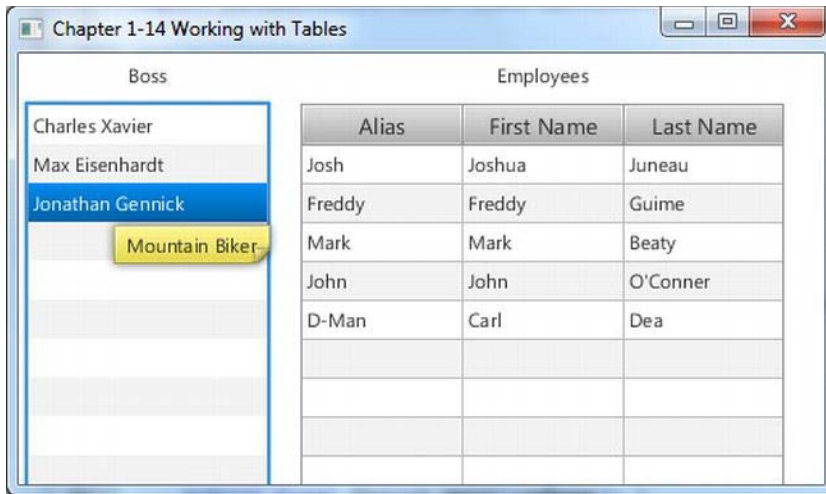 Chapter 1-14 Working with Tables
Boss
Employees
Charles Xavier
Max Eisenhardt
Jonathan Gennick
Mountain Biker
Alias First Name Last Name
Josh Joshua Juneau
Freddy Freddy Guime
Mark Mark Beaty
John John O'Conner
D-Man Carl Dea